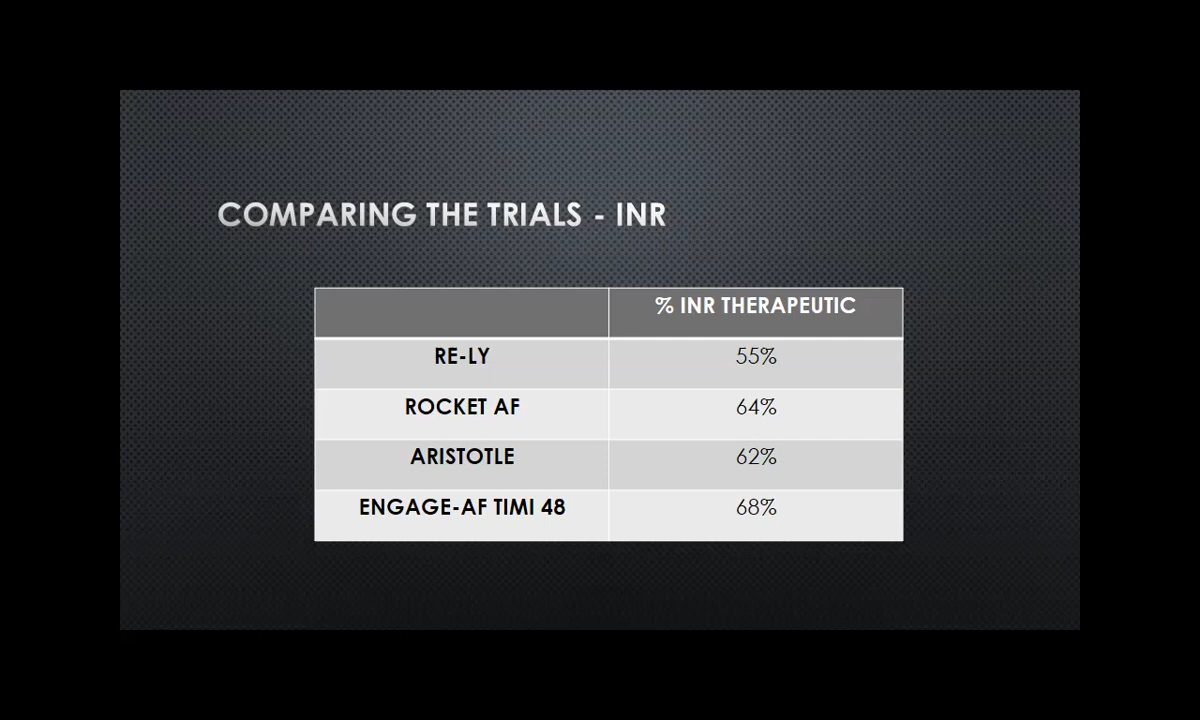 COMPARING THE TRIALS - INR
% INR THERAPEUTIC
RE-LY 55%
ROCKET AF 64%
ARISTOTLE 62%
ENGAGE-AF TIMI 48 68%